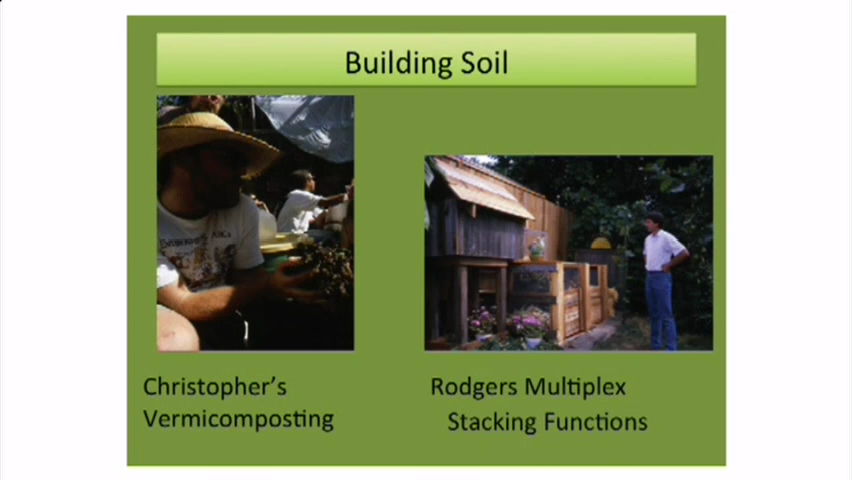 Building Soil
Christopher's
Vermicomposting
Rodgers Multiplex
Stacking Functions